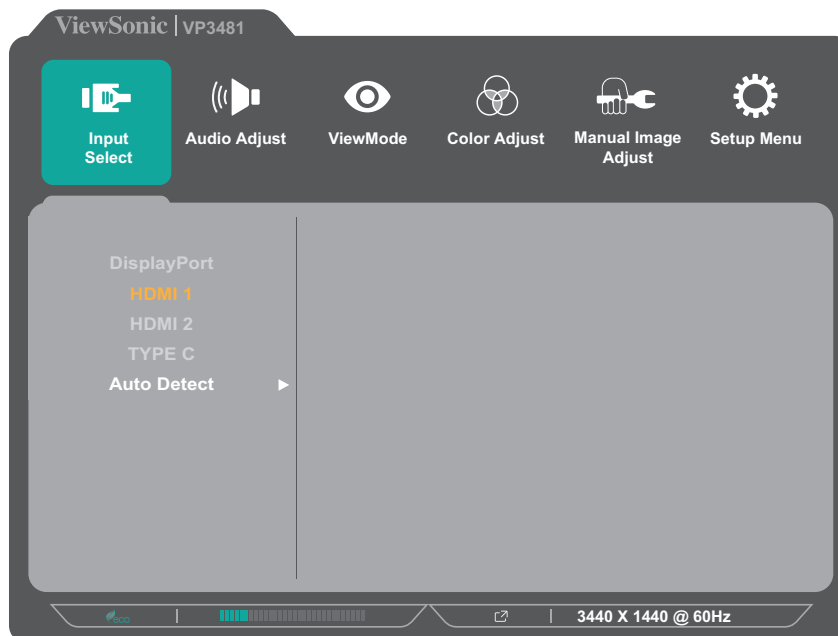 ViewSonic | VP3481
Input
Select
Audio Adjust
ViewMode
Color Adjust
Manual Image
Adjust
Setup Menu
DisplayPort
HDMI 1
HDMI 2
TYPE C
Auto Detect
eco
3440 X 1440 @ 60Hz